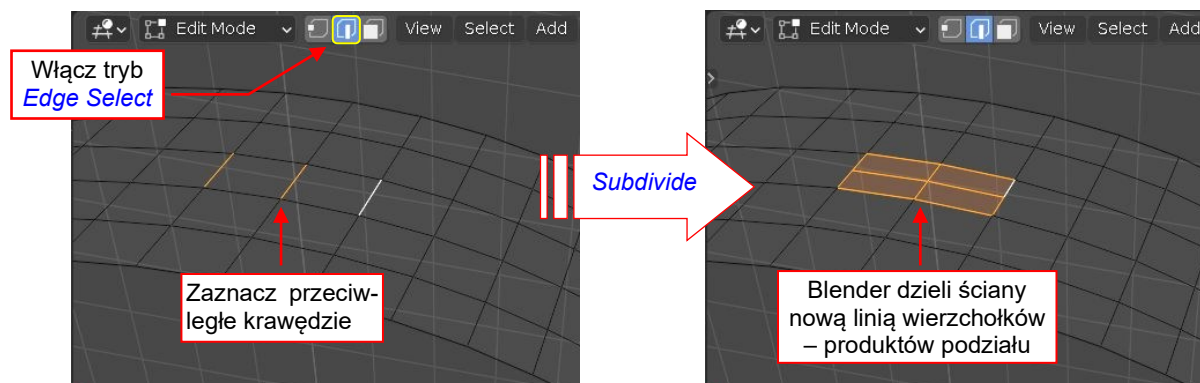 Edit Mode View Select Add
Włącz tryb
Edge Select
Zaznacz przeciw-
ległe krawędzie
Subdivide
Edit Mode View Select Add
Blender dzieli ściany
nową linią wierzchołków
– produktów podziału